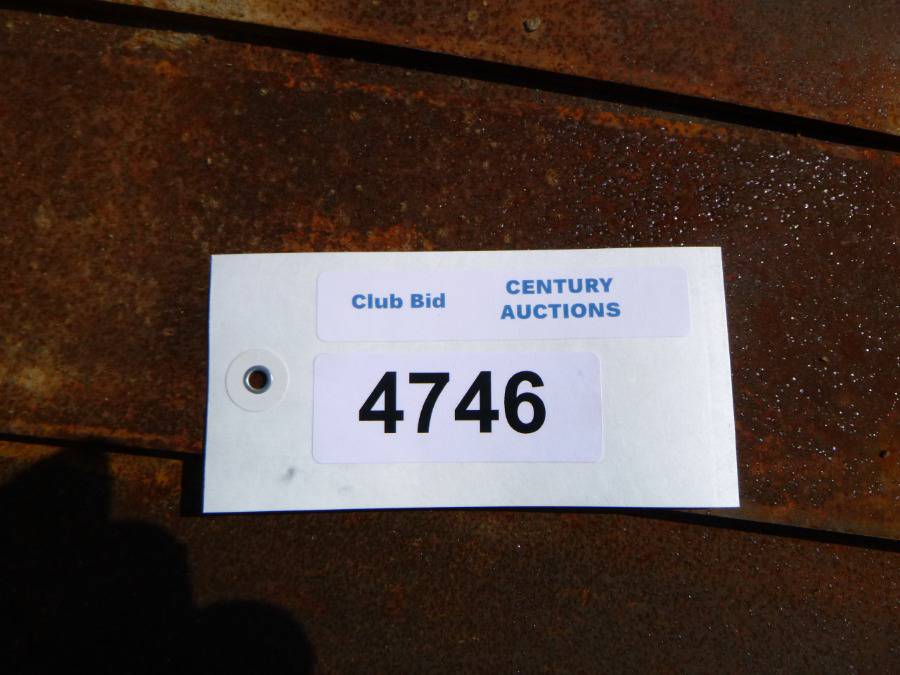 Club Bid
CENTURY
AUCTIONS
4746